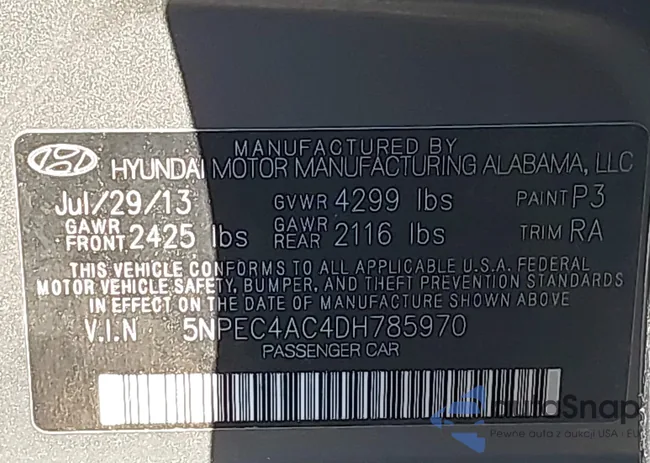 MANUFACTURED BY
HYUNDAI MOTOR MANUFACTURING ALABAMA, LLC
Jul/29/13 GVWR 4299 lbs PAINT P3
GAWR FRONT 2425 lbs GAWR REAR 2116 lbs TRIM RA
THIS VEHICLE CONFORMS TO ALL APPLICABLE U.S.A. FEDERAL
MOTOR VEHICLE SAFETY, BUMPER, AND THEFT PREVENTION STANDARDS
IN EFFECT ON THE DATE OF MANUFACTURE SHOWN ABOVE
V.I.N 5NPEC4AC4DH785970
PASSENGER CAR
autoSnap
Pewne auta z aukcji USA - EU